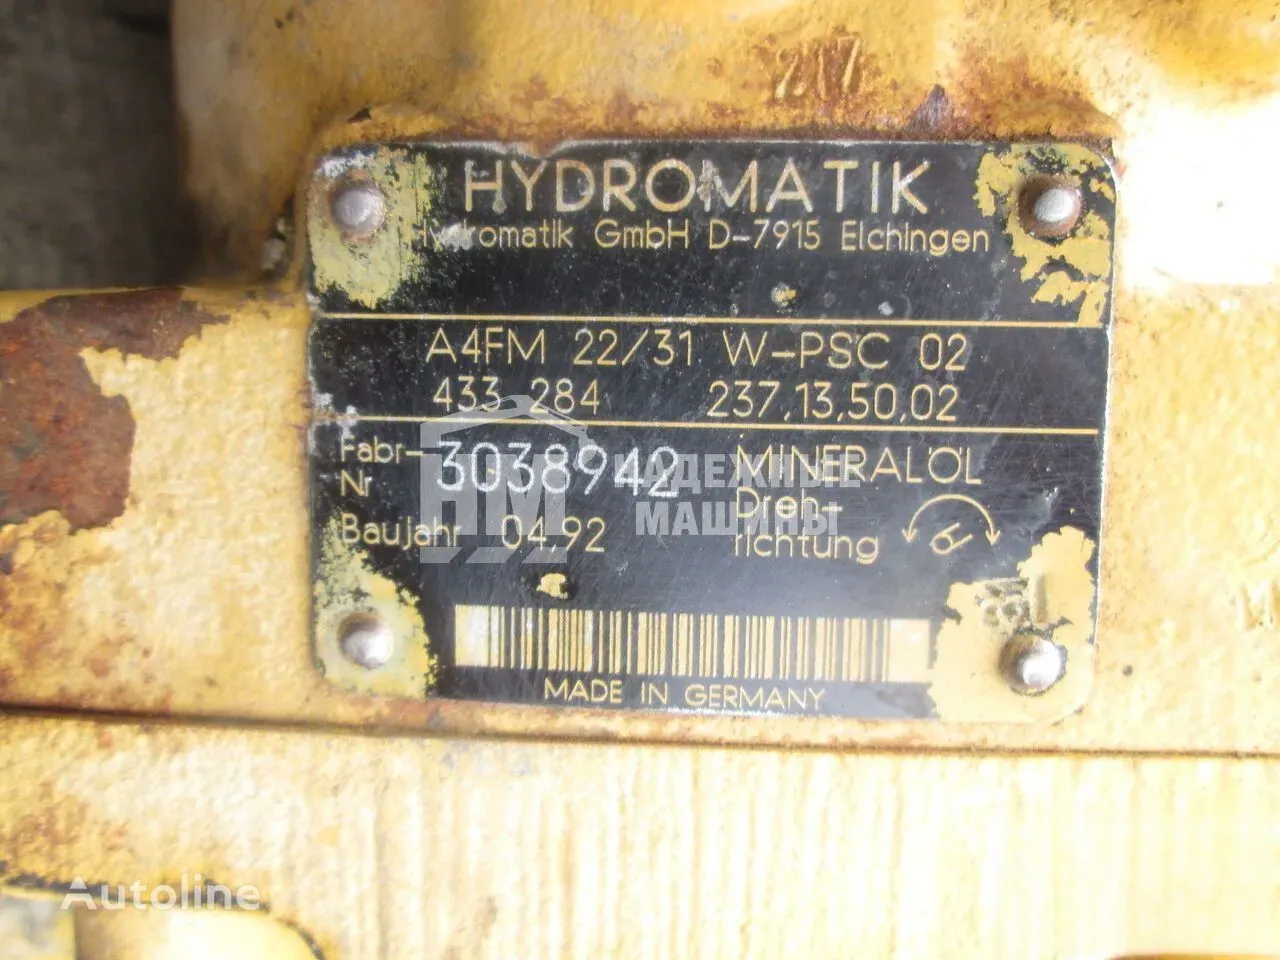 217
HYDROMATIK
Hydromatik GmbH D-7915 Elchingen
A4FM 22/31 W-PSC 02
433 284 237.13.50.02
Fabr-Nr 3038942
MINERALÖL
Baujahr 04.92
Dreh-
richtung
MADE IN GERMANY
НАДЕЖНЫЕ
МАШИНЫ
Autoline